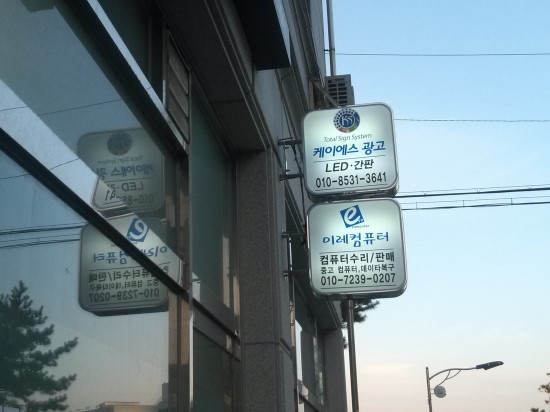 KS
Total Sign System
케이에스 광고
LED·간판
010-8531-3641
e
이레컴퓨터
컴퓨터수리/판매
중고 컴퓨터,데이타복구
010-7239-0207